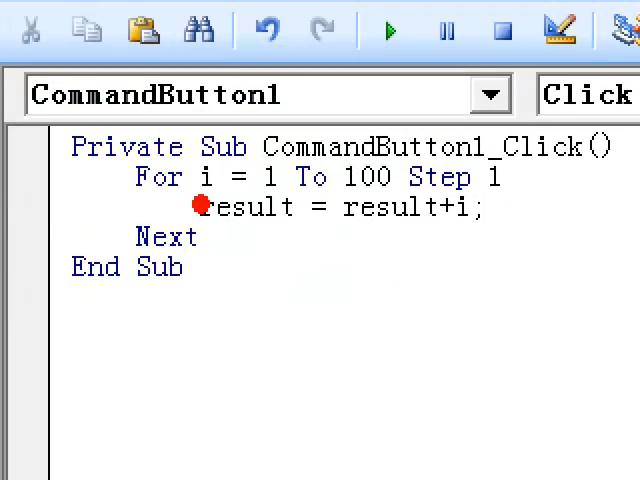 CommandButton1
Click
Private Sub CommandButton1_Click()
For i = 1 To 100 Step 1
result = result+i;
Next
End Sub